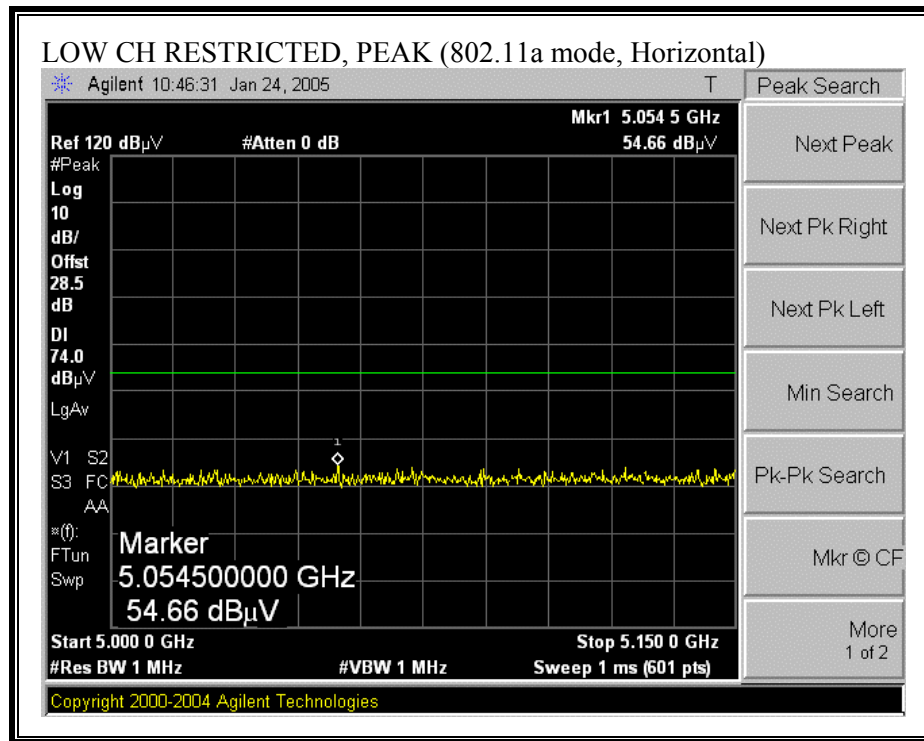 LOW CH RESTRICTED, PEAK (802.11a mode, Horizontal)
Agilent 10:46:31 Jan 24, 2005 T
Peak Search
Mkr1 5.054 5 GHz
Ref 120 dBµV #Atten 0 dB 54.66 dBµV
#Peak
Log
10
dB/
Offst
28.5
dB
DI
74.0
dBµV
LgAv
1
V1 S2
S3 FC
AA
¤(f):
FTun
Swp
Marker
5.054500000 GHz
54.66 dBµV
Start 5.000 0 GHz Stop 5.150 0 GHz
#Res BW 1 MHz #VBW 1 MHz Sweep 1 ms (601 pts)
Copyright 2000-2004 Agilent Technologies
Next Peak
Next Pk Right
Next Pk Left
Min Search
Pk-Pk Search
Mkr © CF
More
1 of 2